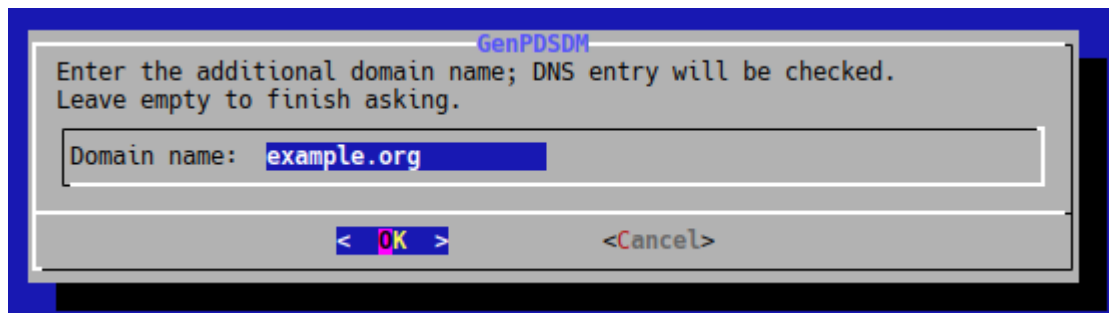 GenPDSDM
Enter the additional domain name; DNS entry will be checked.
Leave empty to finish asking.
Domain name: example.org
< OK > <Cancel>